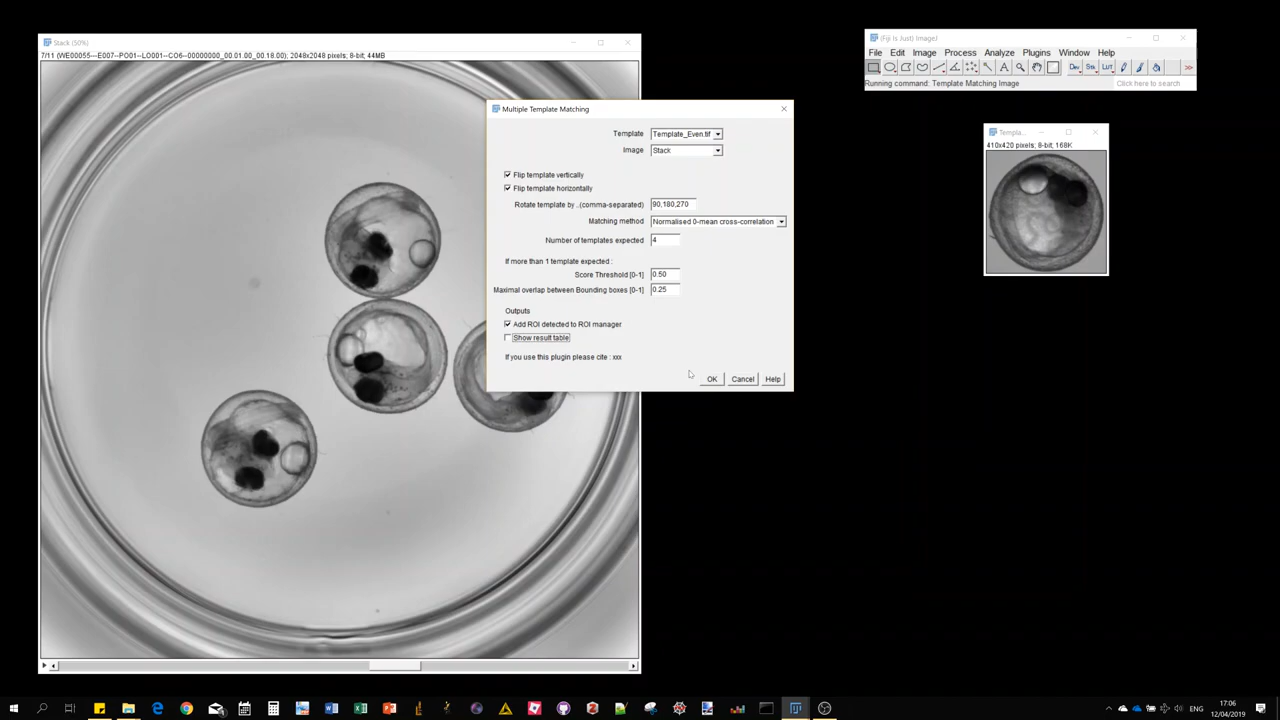 Stack (50%)
7/11 (WE00055---E007--PO01--LO001--CO6--00000000_00.01.00_00.18.00); 2048x2048 pixels; 8-bit; 44MB
(Fiji Is Just) ImageJ
File Edit Image Process Analyze Plugins Window Help
Dev Stk LUT >>
Running command: Template Matching Image
Click here to search
Templa...
410x420 pixels; 8-bit; 168K
Multiple Template Matching
Template Template_Even.tif
Image Stack
Flip template vertically
Flip template horizontally
Rotate template by ..(comma-separated) 90,180,270
Matching method Normalised 0-mean cross-correlation
Number of templates expected 4
If more than 1 template expected :
Score Threshold [0-1] 0.50
Maximal overlap between Bounding boxes [0-1] 0.25
Outputs
Add ROI detected to ROI manager
Show result table
If you use this plugin please cite : xxx
OK Cancel Help
ENG
17:06
12/04/2019